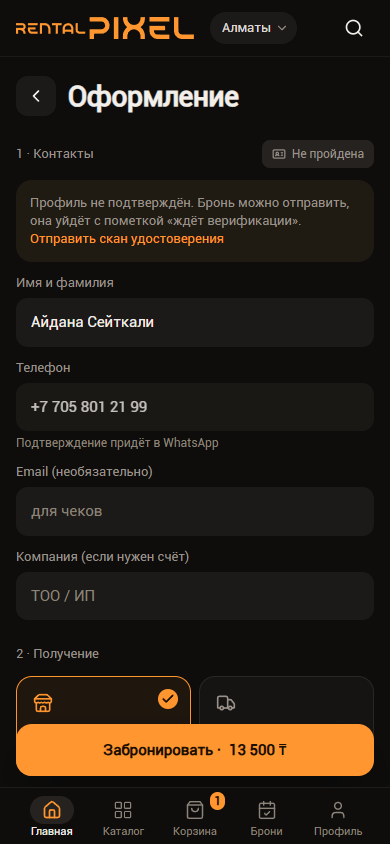 RENTAL PIXEL
Алматы
Оформление
1 · Контакты
Не пройдена
Профиль не подтверждён. Бронь можно отправить,
она уйдёт с пометкой «ждёт верификации».
Отправить скан удостоверения
Имя и фамилия
Айдана Сейткали
Телефон
+7 705 801 21 99
Подтверждение придёт в WhatsApp
Email (необязательно)
для чеков
Компания (если нужен счёт)
ТОО / ИП
2 · Получение
Забронировать · 13 500 ₸
1
Главная
Каталог
Корзина
Брони
Профиль